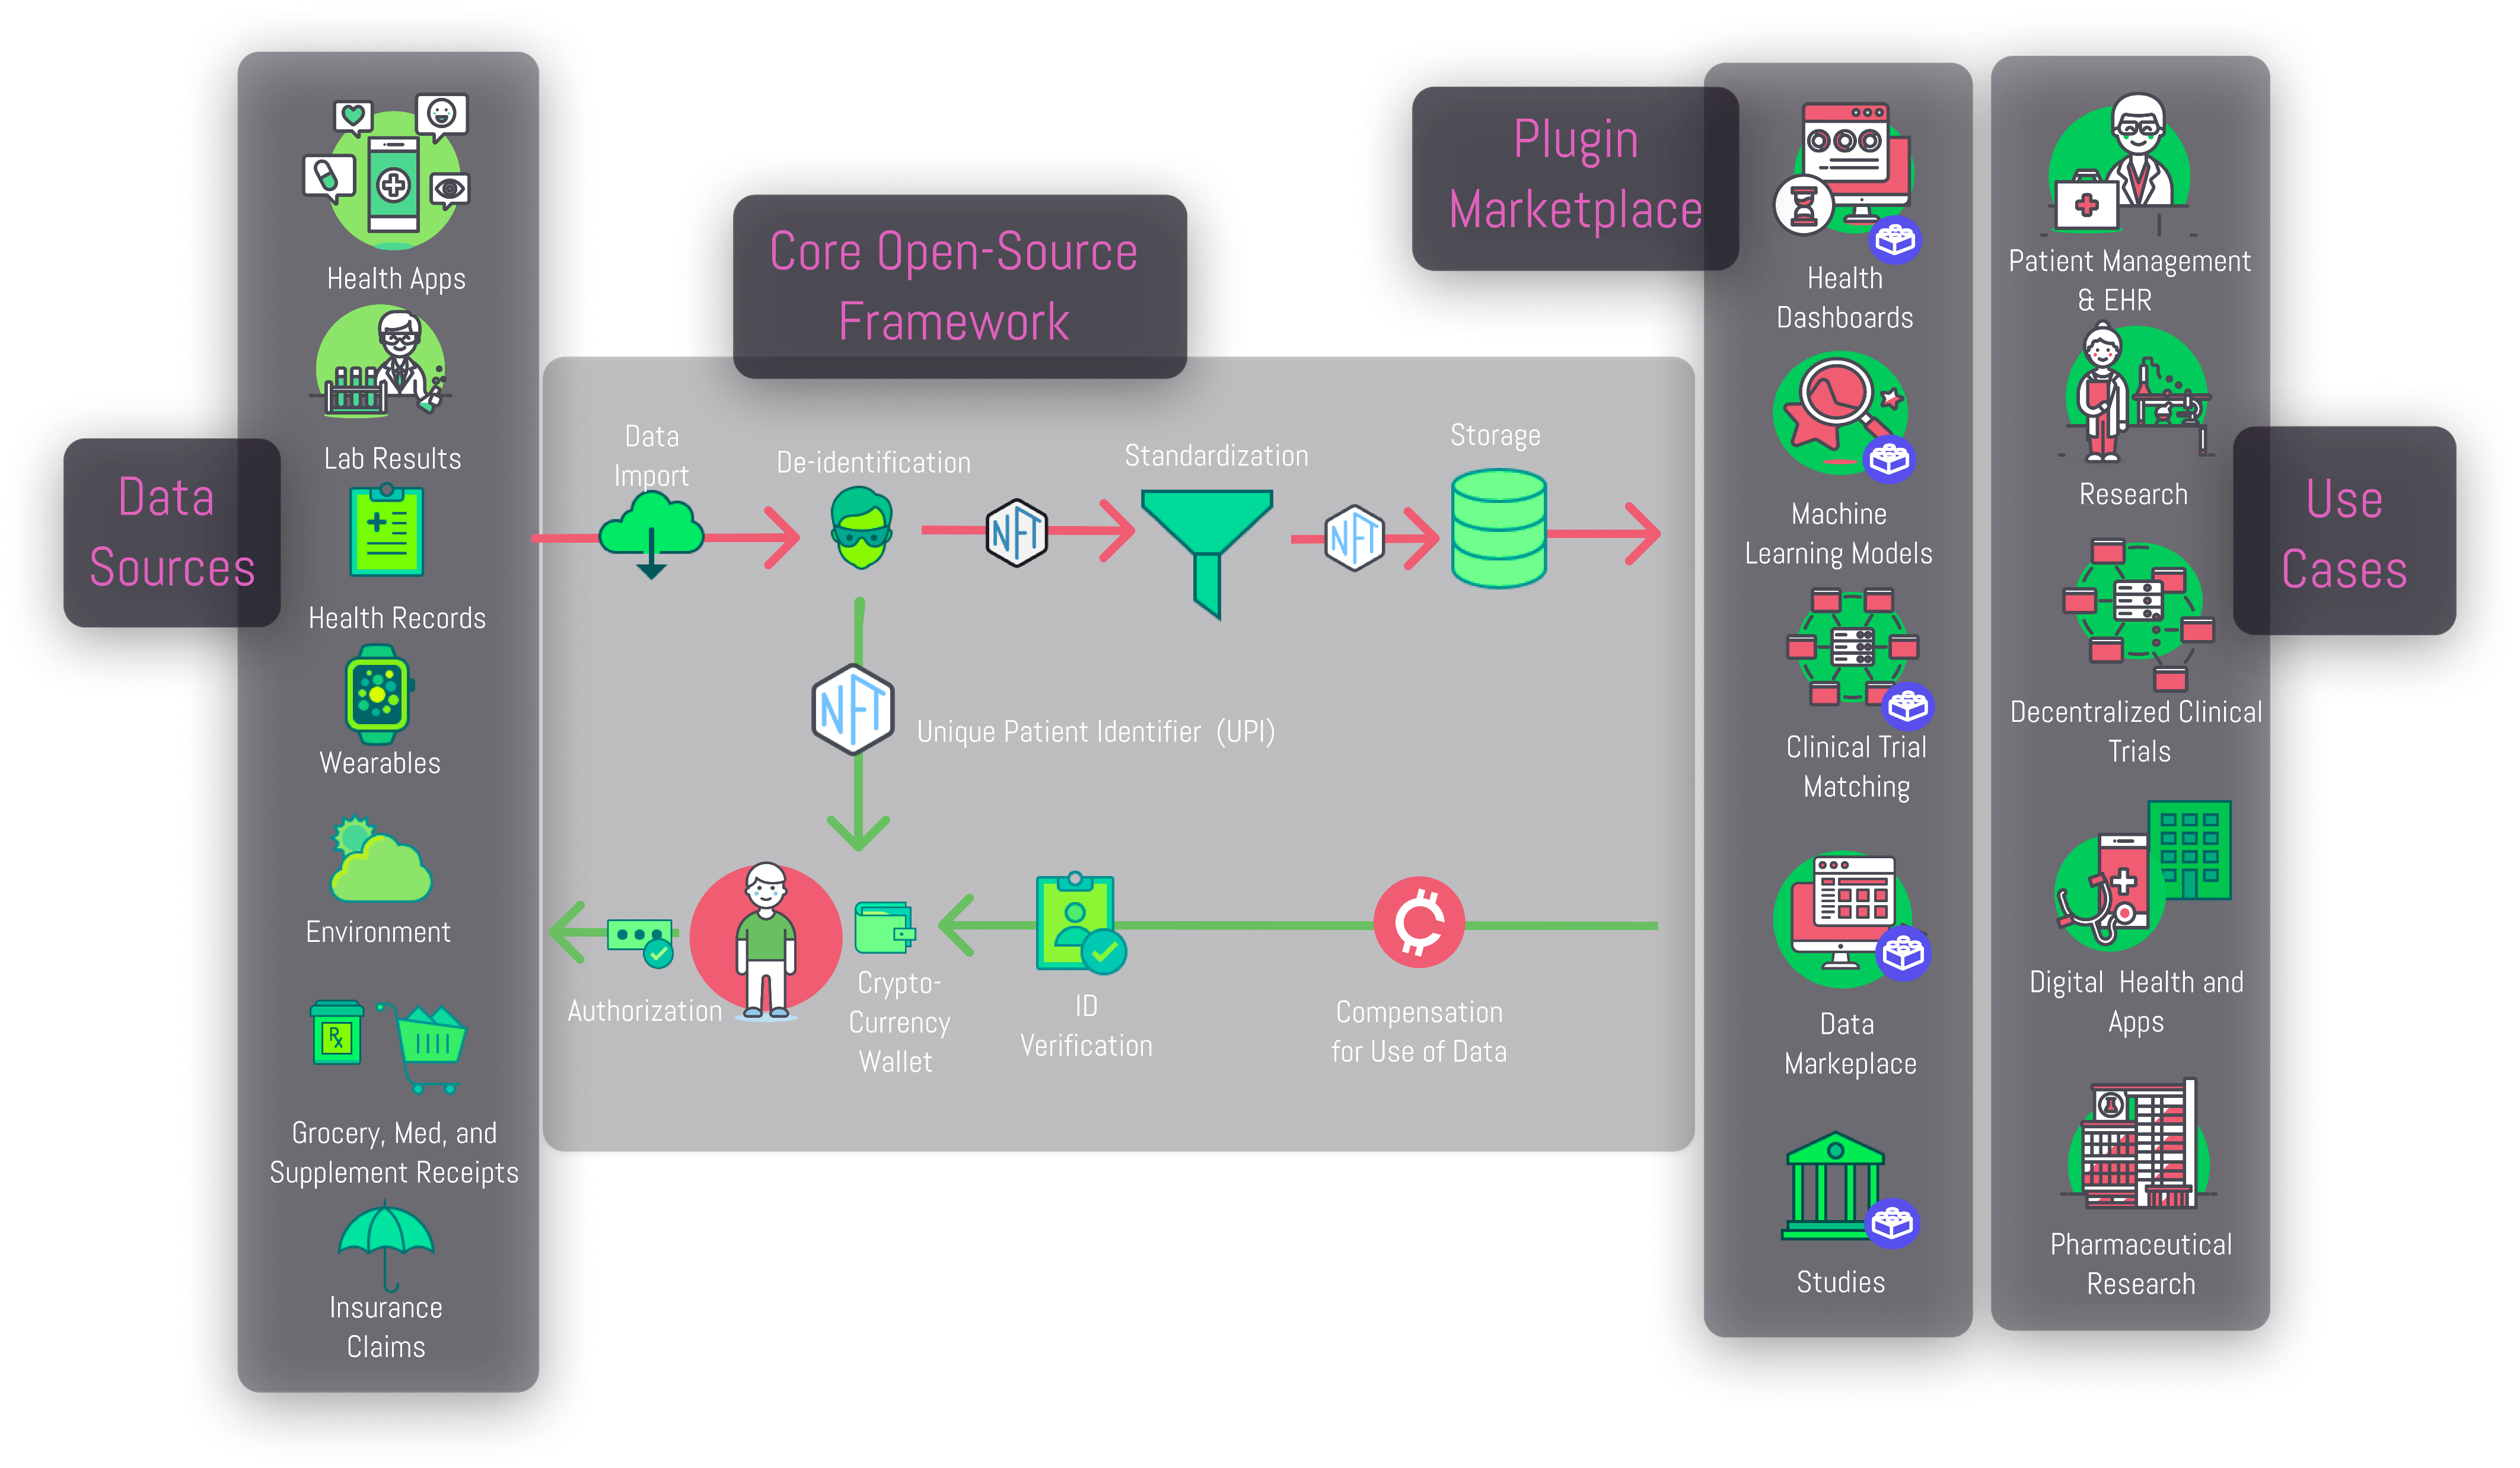 Data
Sources
Health Apps
Lab Results
Health Records
Wearables
Environment
Rx
Grocery, Med, and
Supplement Receipts
Insurance
Claims
Core Open-Source
Framework
Data
Import
De-identification
NFT
Standardization
NFT
Storage
NFT
Unique Patient Identifier (UPI)
Authorization
Crypto-
Currency
Wallet
ID
Verification
Compensation
for Use of Data
Plugin
Marketplace
Health
Dashboards
Machine
Learning Models
Clinical Trial
Matching
Data
Markeplace
Studies
Use
Cases
Patient Management
& EHR
Research
Decentralized Clinical
Trials
Digital Health and
Apps
Pharmaceutical
Research